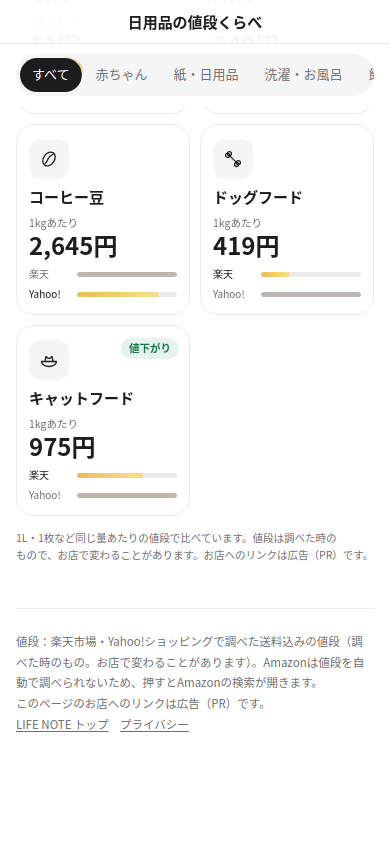 日用品の値段くらべ
すべて 赤ちゃん 紙・日用品 洗濯・お風呂
コーヒー豆
1kgあたり
2,645円
楽天
Yahoo!
ドッグフード
1kgあたり
419円
楽天
Yahoo!
値下がり
キャットフード
1kgあたり
975円
楽天
Yahoo!
1L・1枚など同じ量あたりの値段で比べています。値段は調べた時の
もので、お店で変わることがあります。お店へのリンクは広告（PR）です。
値段：楽天市場・Yahoo!ショッピングで調べた送料込みの値段（調
べた時のもの。お店で変わることがあります）。Amazonは値段を自
動で調べられないため、押すとAmazonの検索が開きます。
このページのお店へのリンクは広告（PR）です。
LIFE NOTE トップ プライバシー